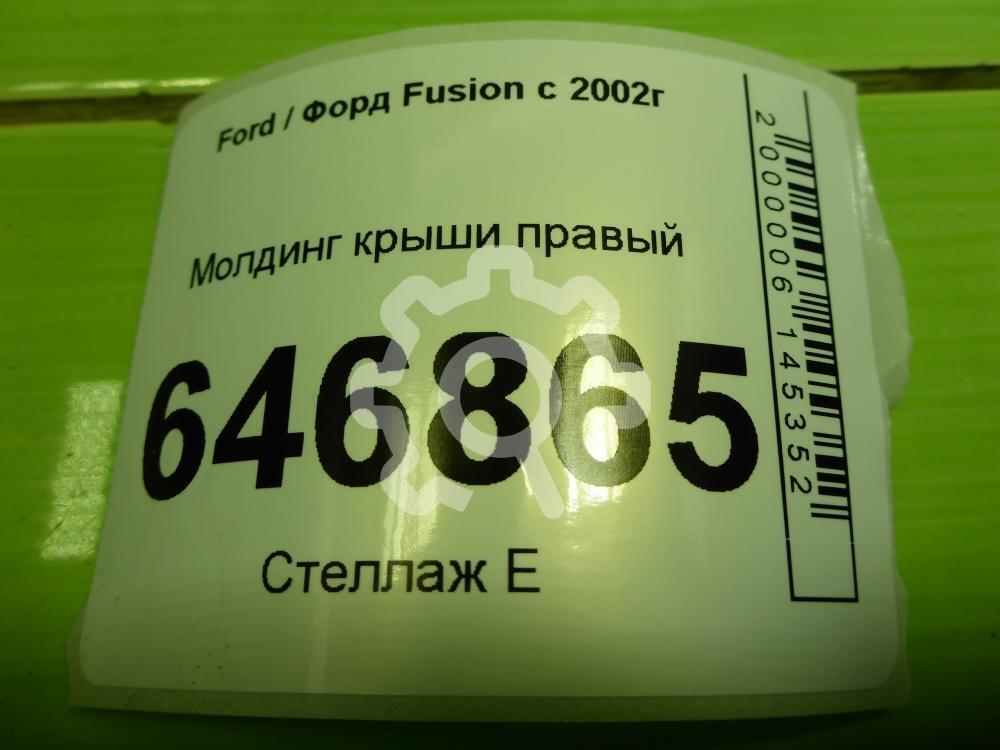 Ford / Форд Fusion с 2002г
Молдинг крыши правый
646865
Стеллаж Е
2000006145352